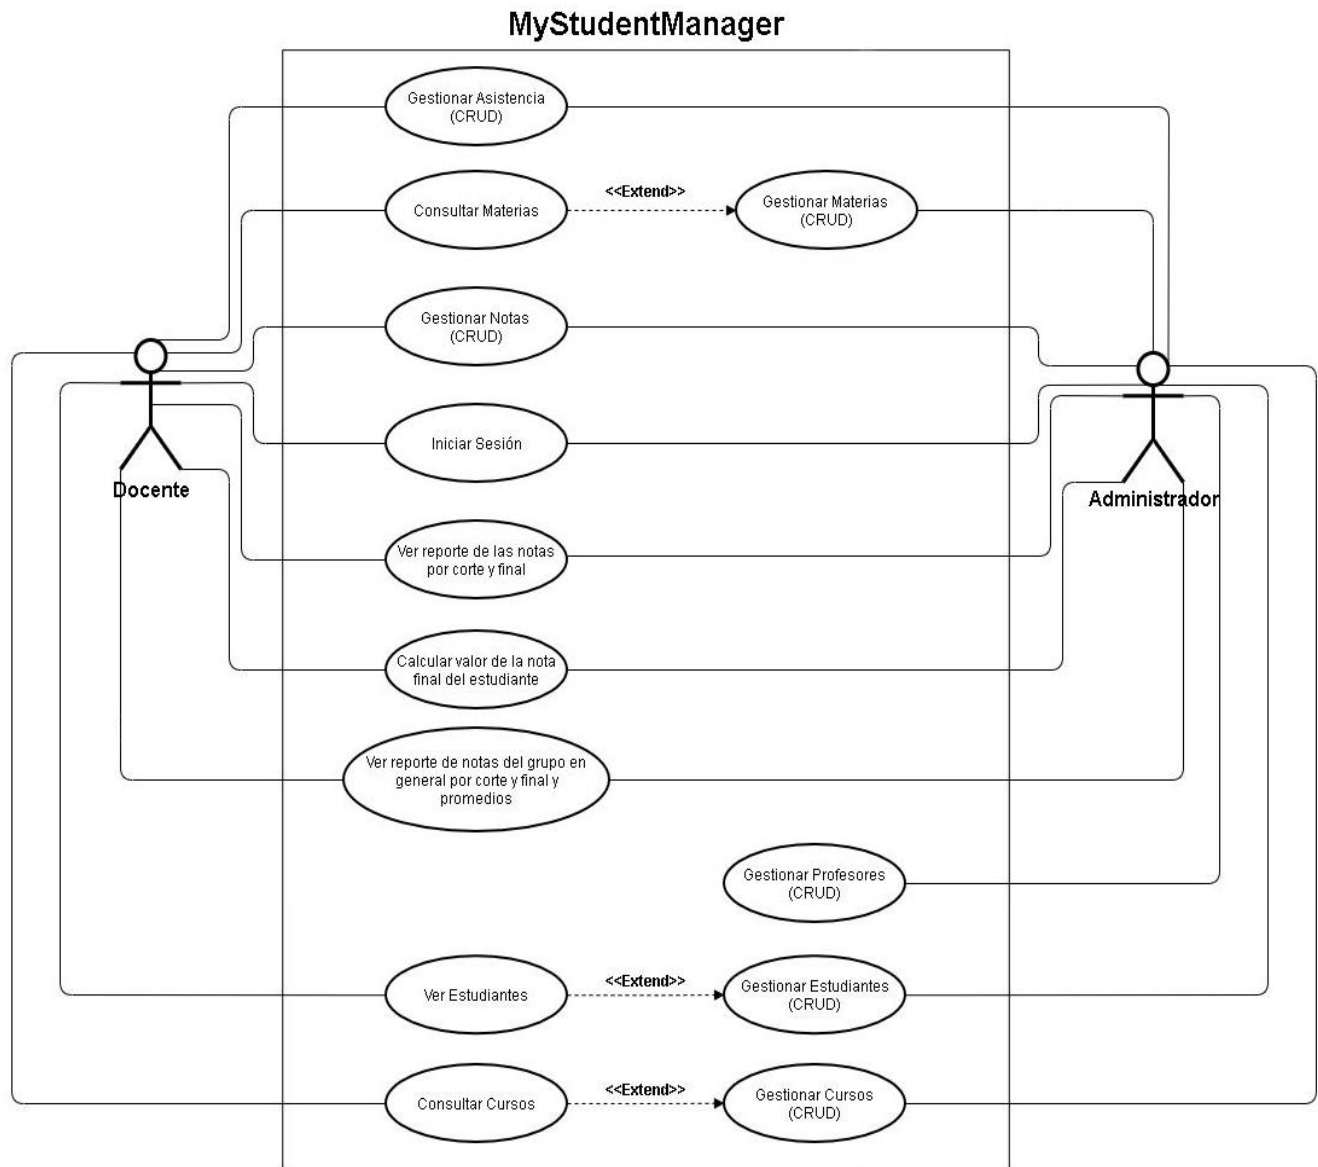 MyStudentManager
Gestionar Asistencia
(CRUD)
Consultar Materias
<<Extend>>
Gestionar Materias
(CRUD)
Gestionar Notas
(CRUD)
Iniciar Sesión
Docente
Administrador
Ver reporte de las notas
por corte y final
Calcular valor de la nota
final del estudiante
Ver reporte de notas del grupo en
general por corte y final y
promedios
Gestionar Profesores
(CRUD)
Ver Estudiantes
<<Extend>>
Gestionar Estudiantes
(CRUD)
Consultar Cursos
<<Extend>>
Gestionar Cursos
(CRUD)